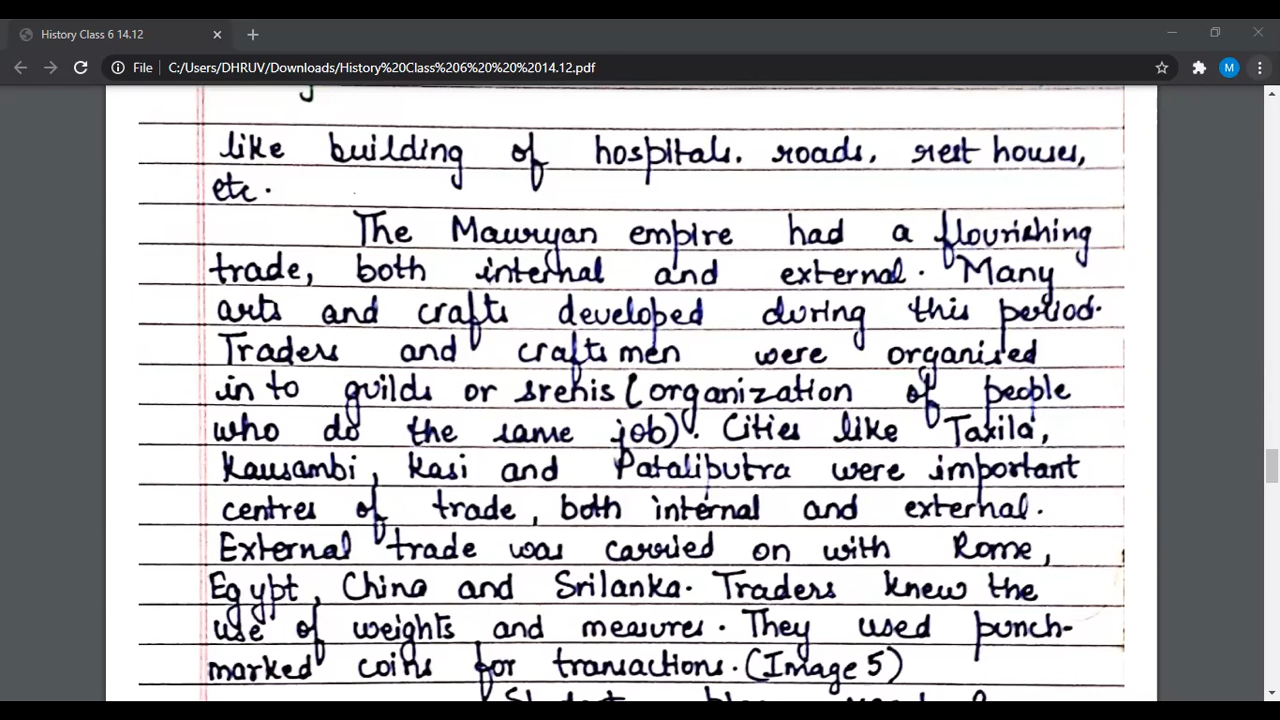 History Class 6 14.12
File C:/Users/DHRUV/Downloads/History%20Class%206%20%20%2014.12.pdf M
like building of hospitals, roads, rest houses,
etc.
The Mauryan empire had a flourishing
trade, both internal and external. Many
arts and crafts developed during this period.
Traders and craftsmen were organised
in to guilds or srehis (organization of people
who do the same job). Cities like Taxila,
Kausambi, Kasi and Pataliputra were important
centres of trade, both internal and external.
External trade was carried on with Rome,
Egypt, China and Srilanka. Traders knew the
use of weights and measures. They used punch-
marked coins for transactions. (Image 5)